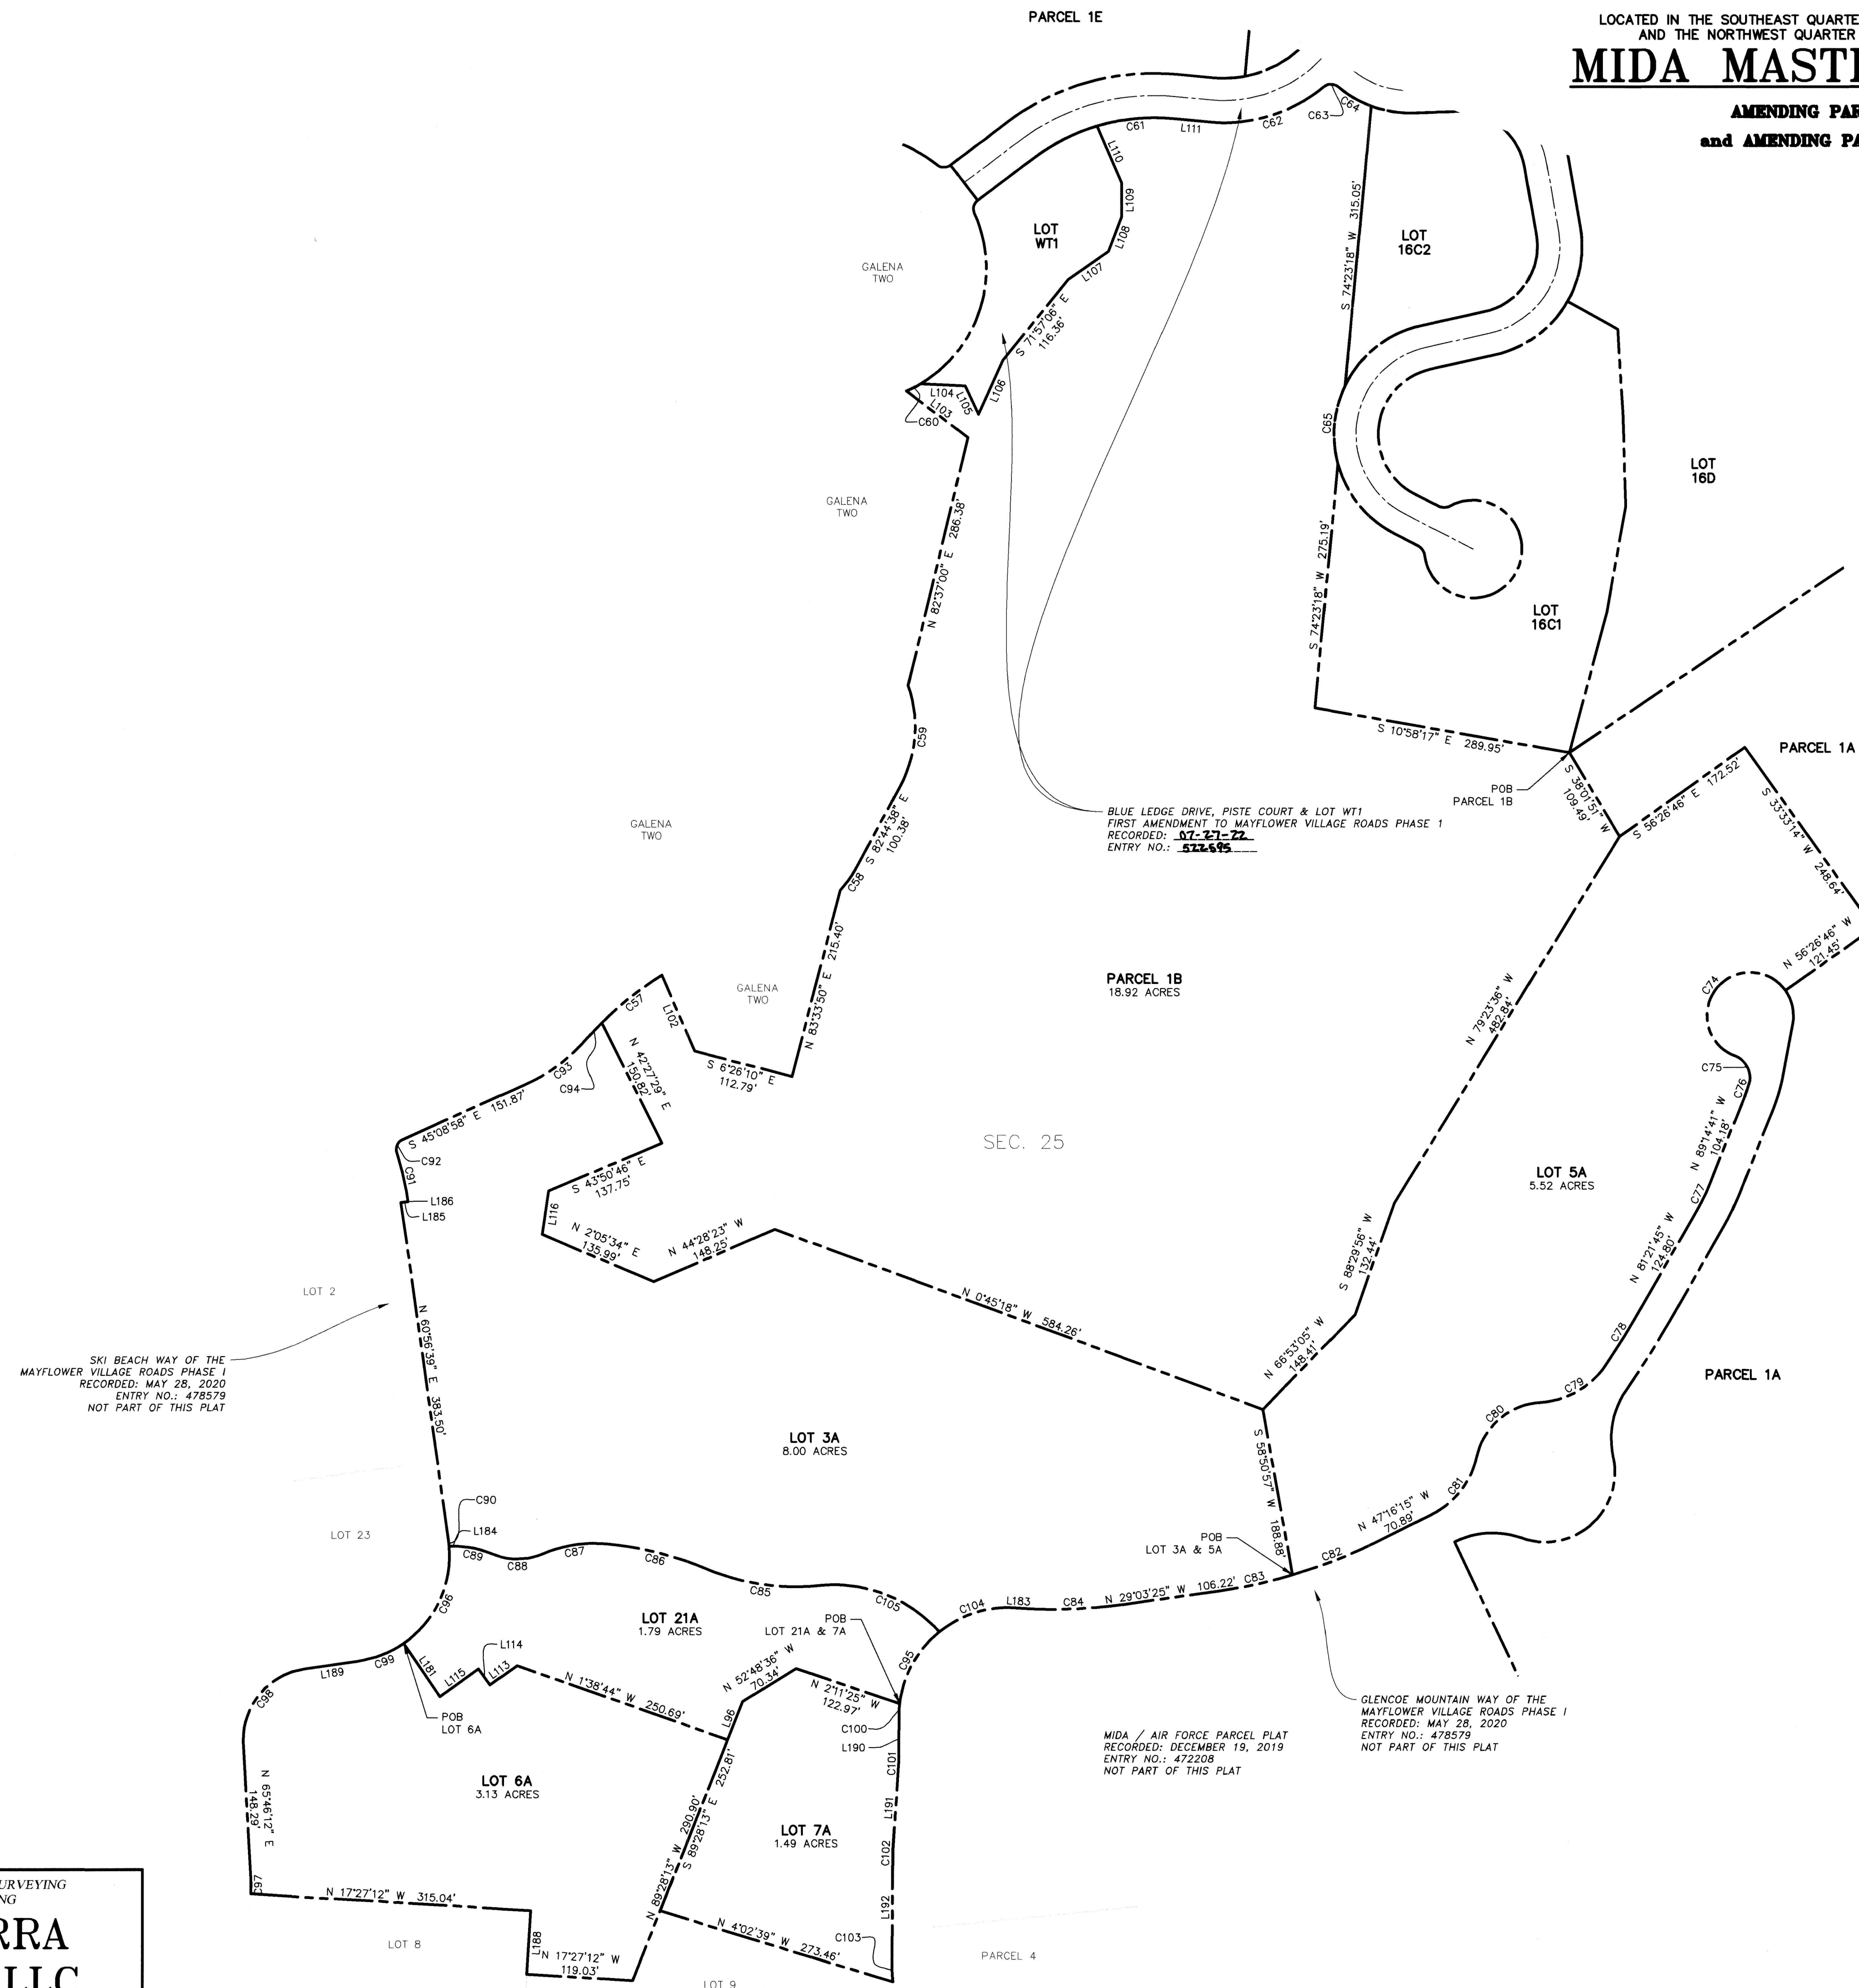 PARCEL 1E
LOCATED IN THE SOUTHEAST QUARTE
AND THE NORTHWEST QUARTER
MIDA MAST
AMENDING PAR
and AMENDING PA
C64
C63
C62
L111
C61
L110
L109
L108
L107
LOT
WT1
S 74°23'18" W 315.05'
LOT
16C2
GALENA
TWO
S 71°57'06" E
116.36'
L106
L104
L105
L103
C60
C65
LOT
16D
GALENA
TWO
N 82°37'00" E 286.38'
S 74°23'18" W 275.19'
LOT
16C1
C59
S 10°58'17" E 289.95'
PARCEL 1A
POB
PARCEL 1B
S 38°01'51" W
109.49'
S 56°26'46" E 172.52'
S 33°33'14" W 248.64'
BLUE LEDGE DRIVE, PISTE COURT & LOT WT1
FIRST AMENDMENT TO MAYFLOWER VILLAGE ROADS PHASE 1
RECORDED: 07-27-22
ENTRY NO.: 522695
GALENA
TWO
S 82°44'38" E
100.38'
C58
N 83°33'50" E 215.40'
N 56°26'46" W
121.45'
PARCEL 1B
18.92 ACRES
GALENA
TWO
C57
L102
C74
N 79°23'36" W
482.84'
N 42°27'29" E
150.82'
S 6°26'10" E
112.79'
C93
C94
C75
C76
S 45°08'58" E 151.87'
SEC. 25
N 89°14'41" W
104.18'
C92
C91
S 43°50'46" E
137.75'
LOT 5A
5.52 ACRES
L186
L185
L116
C77
N 2°05'34" E
135.99'
N 44°28'23" W
148.25'
N 81°21'45" W
124.80'
S 88°29'56" W
132.44'
LOT 2
N 0°45'18" W 584.26'
C78
SKI BEACH WAY OF THE
MAYFLOWER VILLAGE ROADS PHASE I
RECORDED: MAY 28, 2020
ENTRY NO.: 478579
NOT PART OF THIS PLAT
N 60°56'39" E 383.50'
N 66°53'05" W
148.41'
PARCEL 1A
C79
C80
LOT 3A
8.00 ACRES
S 58°50'57" W 188.88'
C81
C90
L184
N 47°16'15" W
70.89'
LOT 23
POB
LOT 3A & 5A
C89
C88
C87
C86
C85
C82
C83
N 29°03'25" W 106.22'
C84
L183
C104
C105
C96
LOT 21A
1.79 ACRES
POB
LOT 21A & 7A
L114
C95
N 52°48'36" W
70.34'
L189
C99
L181
L115
L113
N 1°38'44" W 250.69'
N 2°11'25" W
122.97'
C98
POB
LOT 6A
L96
C100
L190
GLENCOE MOUNTAIN WAY OF THE
MAYFLOWER VILLAGE ROADS PHASE I
RECORDED: MAY 28, 2020
ENTRY NO.: 478579
NOT PART OF THIS PLAT
MIDA / AIR FORCE PARCEL PLAT
RECORDED: DECEMBER 19, 2019
ENTRY NO.: 472208
NOT PART OF THIS PLAT
C101
N 65°46'12" E
148.29'
LOT 6A
3.13 ACRES
N 89°28'13" W 290.90'
S 89°28'13" E 252.81'
L191
LOT 7A
1.49 ACRES
C102
C97
N 17°27'12" W 315.04'
L192
N 4°02'39" W 273.46'
C103
L188
LOT 8
N 17°27'12" W
119.03'
PARCEL 4
LOT 9
URVEYING
NG
RRA
LLC